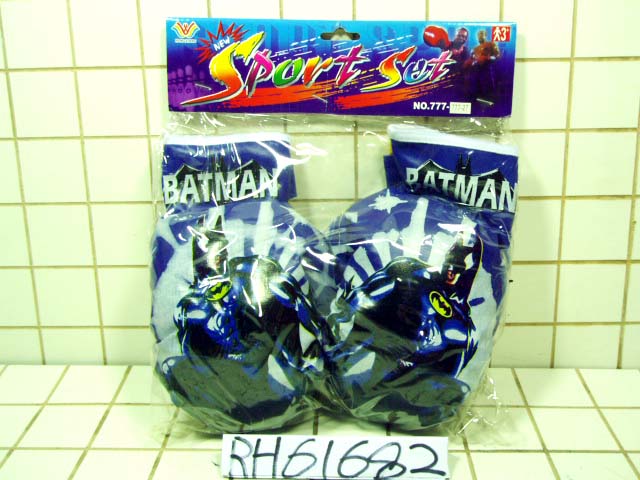 NEW
Sport Set
3+
NO.777-
BATMAN
BATMAN
RH61682